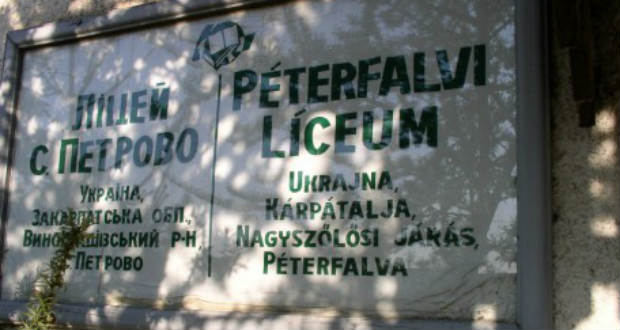 ЛІЦЕЙ
С. ПЕТРОВО
УКРАЇНА,
ЗАКАРПАТСЬКА ОБЛ.,
ВИНОГРАДІВСЬКИЙ Р-Н,
ПЕТРОВО
PÉTERFALVI
LÍCEUM
UKRAJNA,
KÁRPÁTALJA,
NAGYSZŐLŐSI JÁRÁS,
PÉTERFALVA